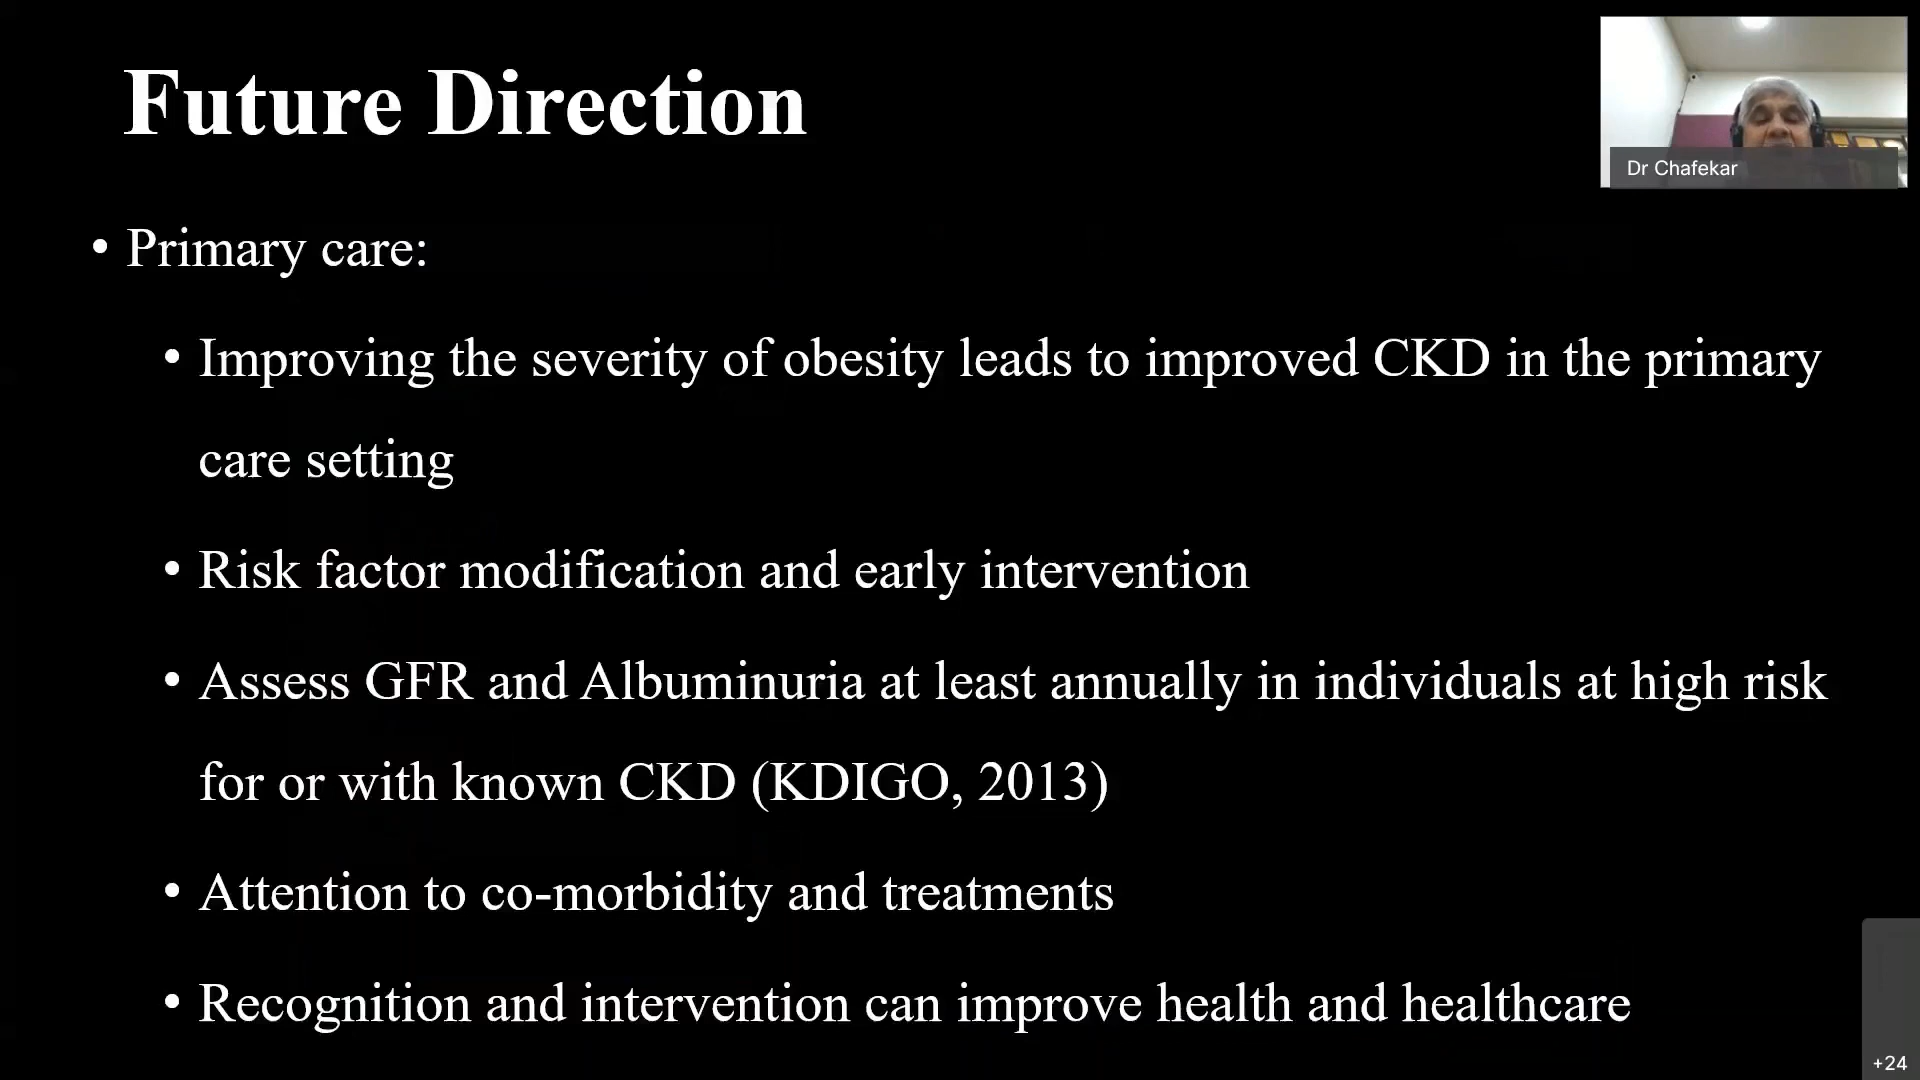 Future Direction
Dr Chafekar
• Primary care:
• Improving the severity of obesity leads to improved CKD in the primary
care setting
• Risk factor modification and early intervention
• Assess GFR and Albuminuria at least annually in individuals at high risk
for or with known CKD (KDIGO, 2013)
• Attention to co-morbidity and treatments
• Recognition and intervention can improve health and healthcare
+24